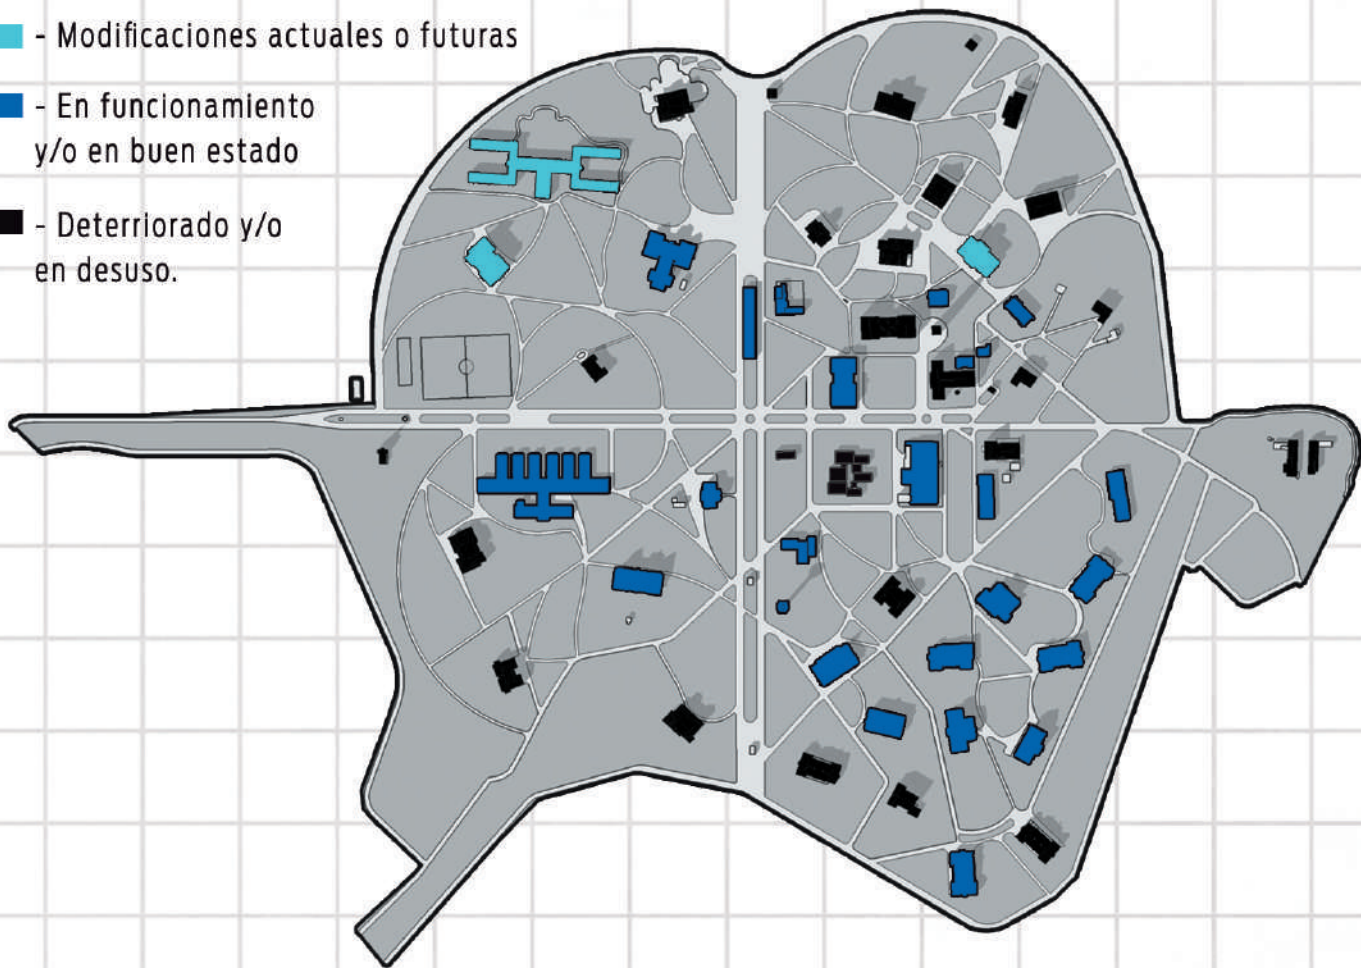 - Modificaciones actuales o futuras
- En funcionamiento
y/o en buen estado
- Deterriorado y/o
en desuso.